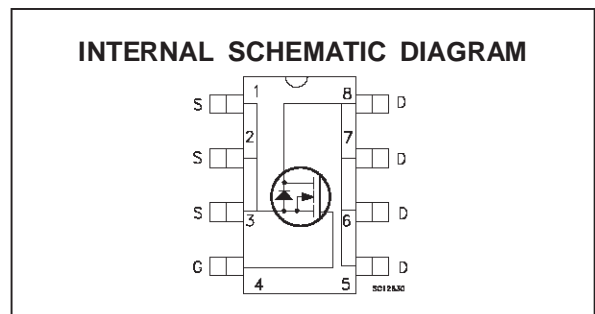 INTERNAL SCHEMATIC DIAGRAM
S 1 8 D
S 2 7 D
S 3 6 D
G 4 5 D
SC12830